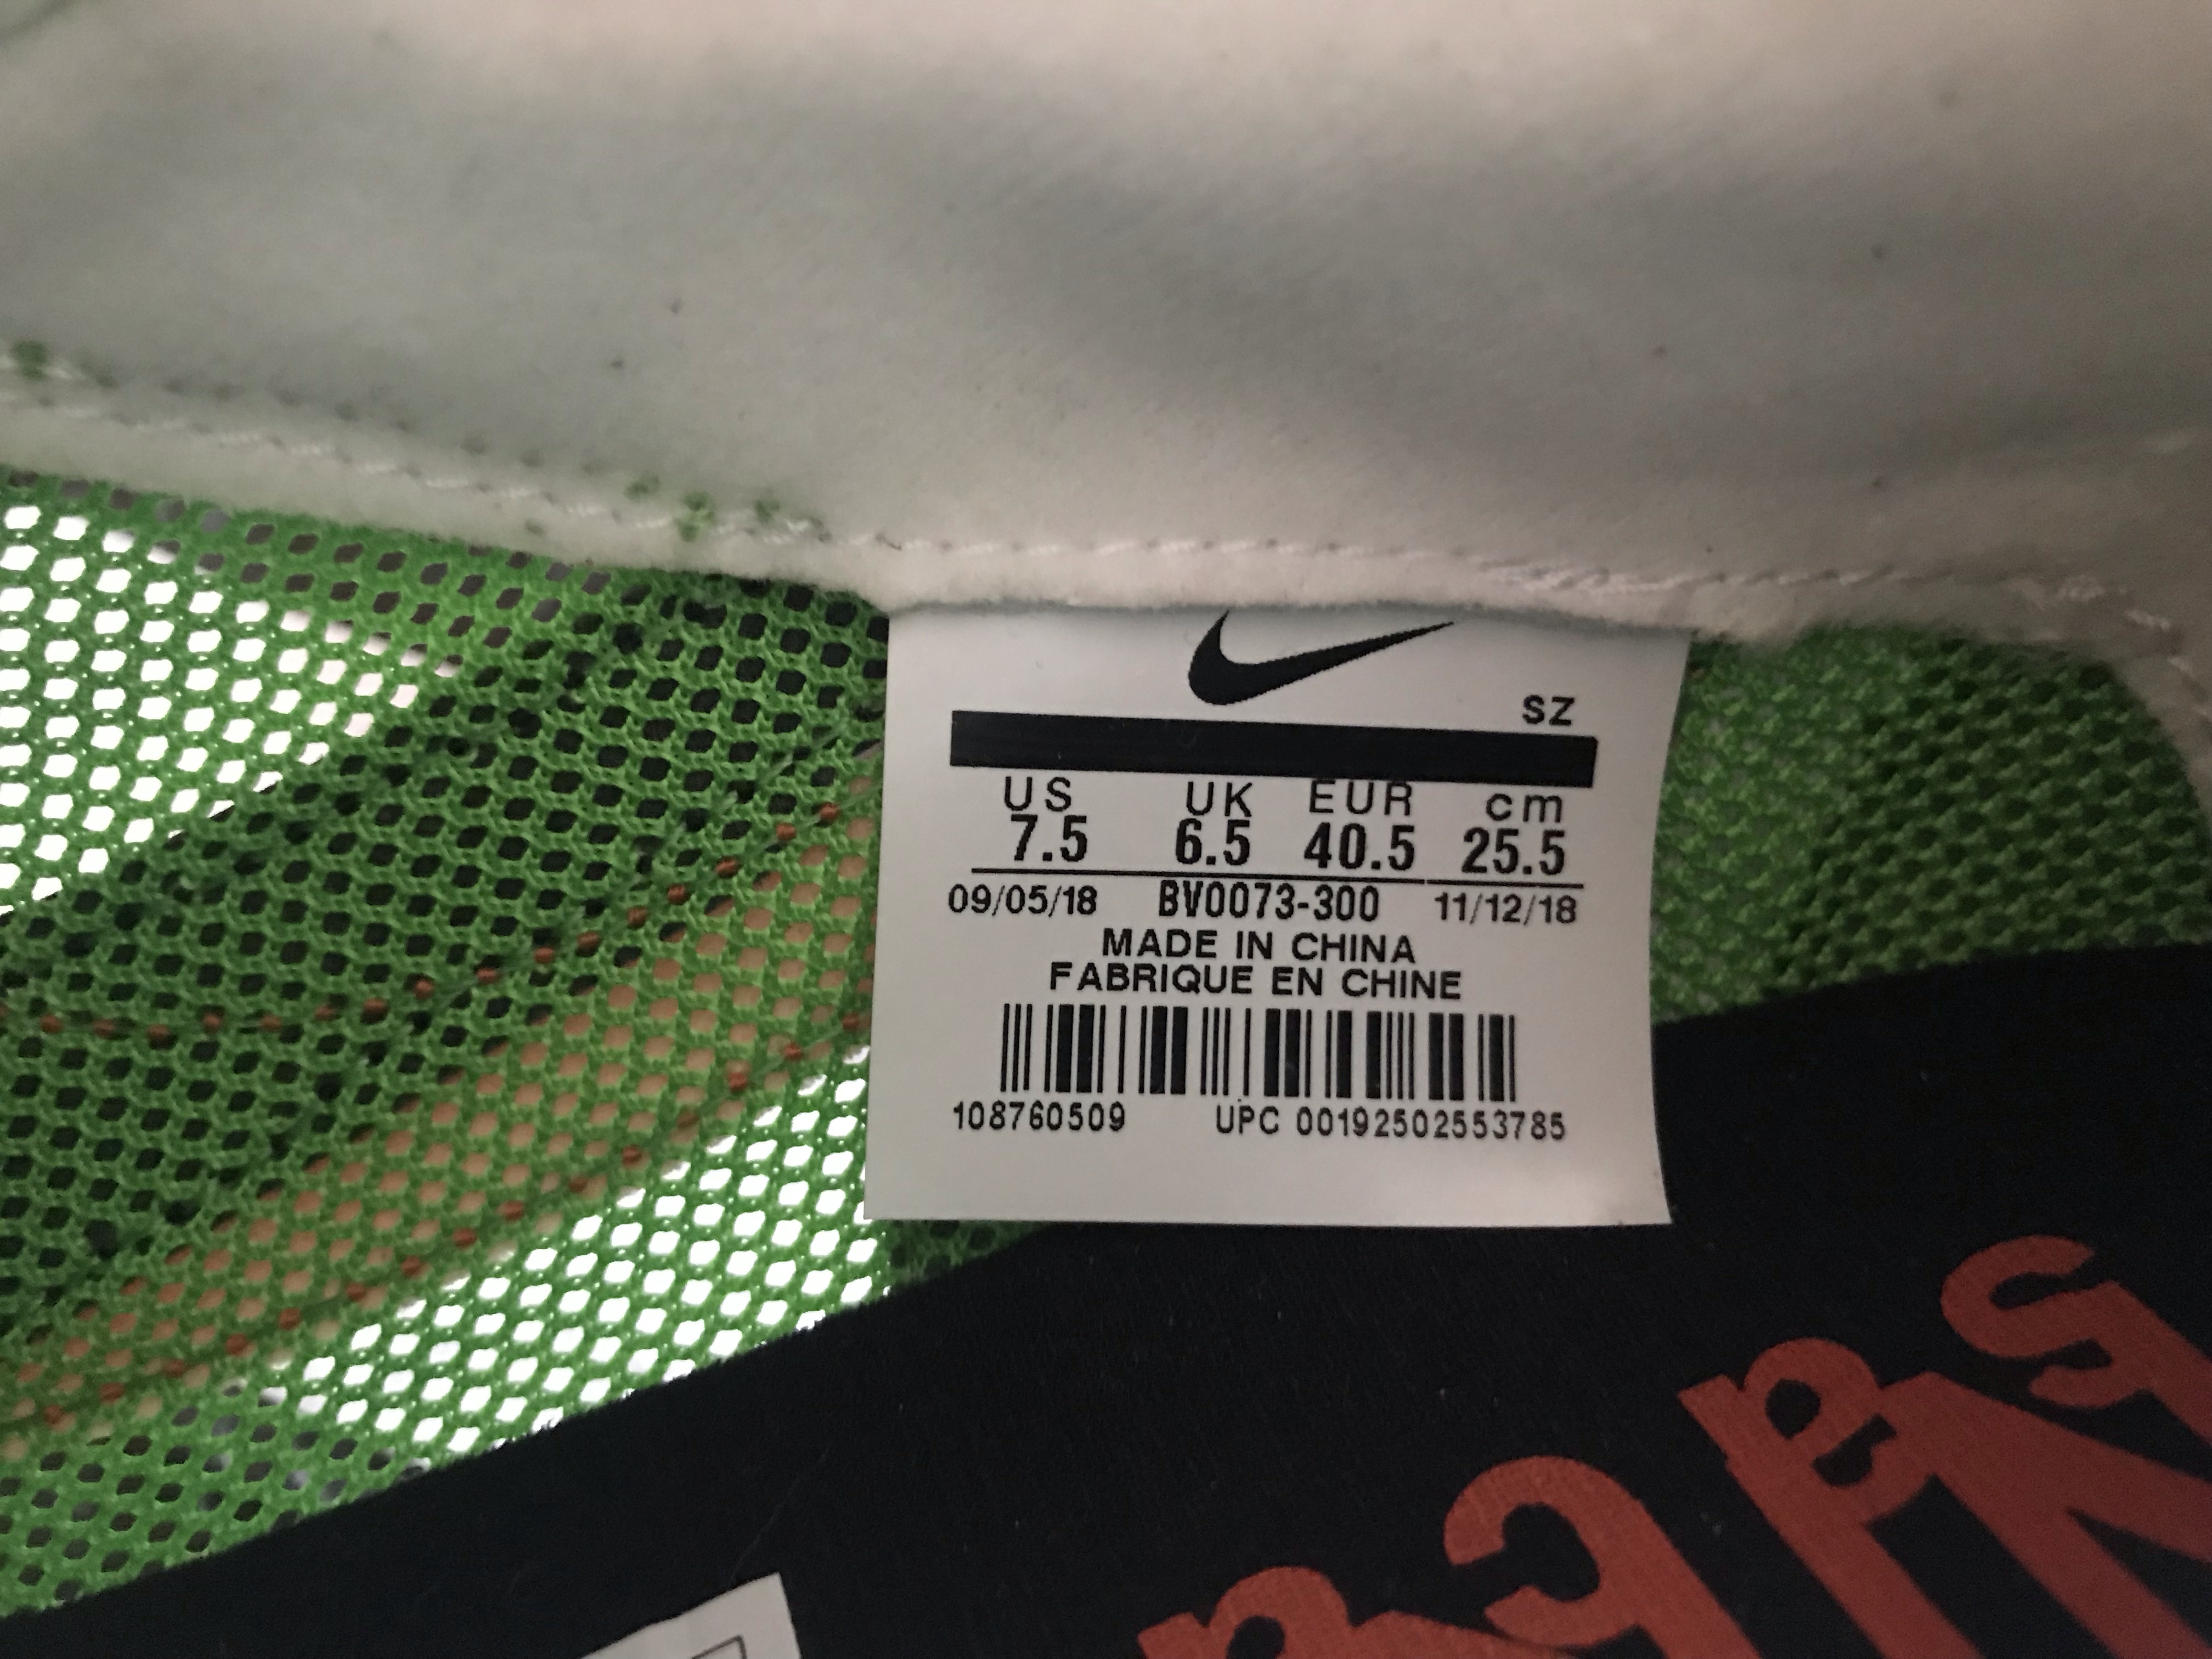 SZ
US UK EUR cm
7.5 6.5 40.5 25.5
09/05/18 BV0073-300 11/12/18
MADE IN CHINA
FABRIQUE EN CHINE
108760509 UPC 00192502553785